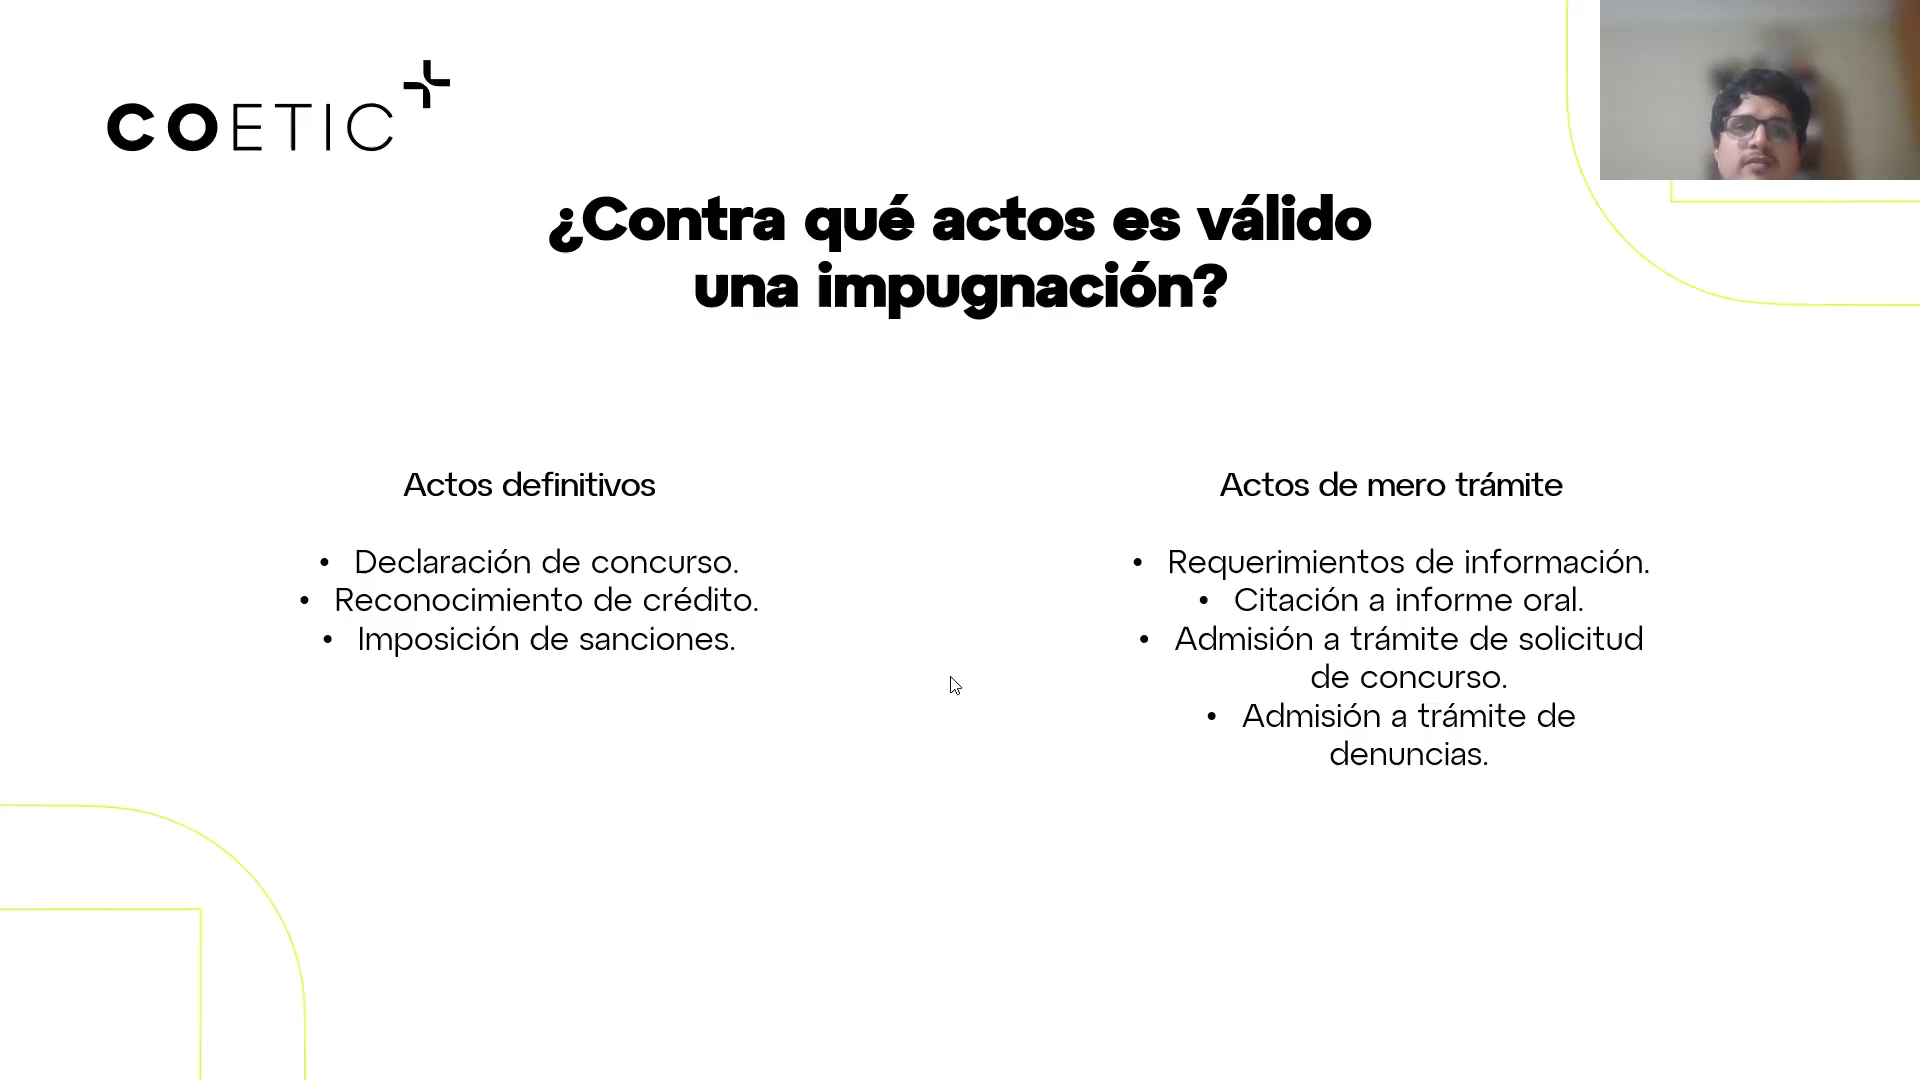 COETIC
¿Contra qué actos es válido
una impugnación?
Actos definitivos
• Declaración de concurso.
• Reconocimiento de crédito.
• Imposición de sanciones.
Actos de mero trámite
• Requerimientos de información.
• Citación a informe oral.
• Admisión a trámite de solicitud
de concurso.
• Admisión a trámite de
denuncias.